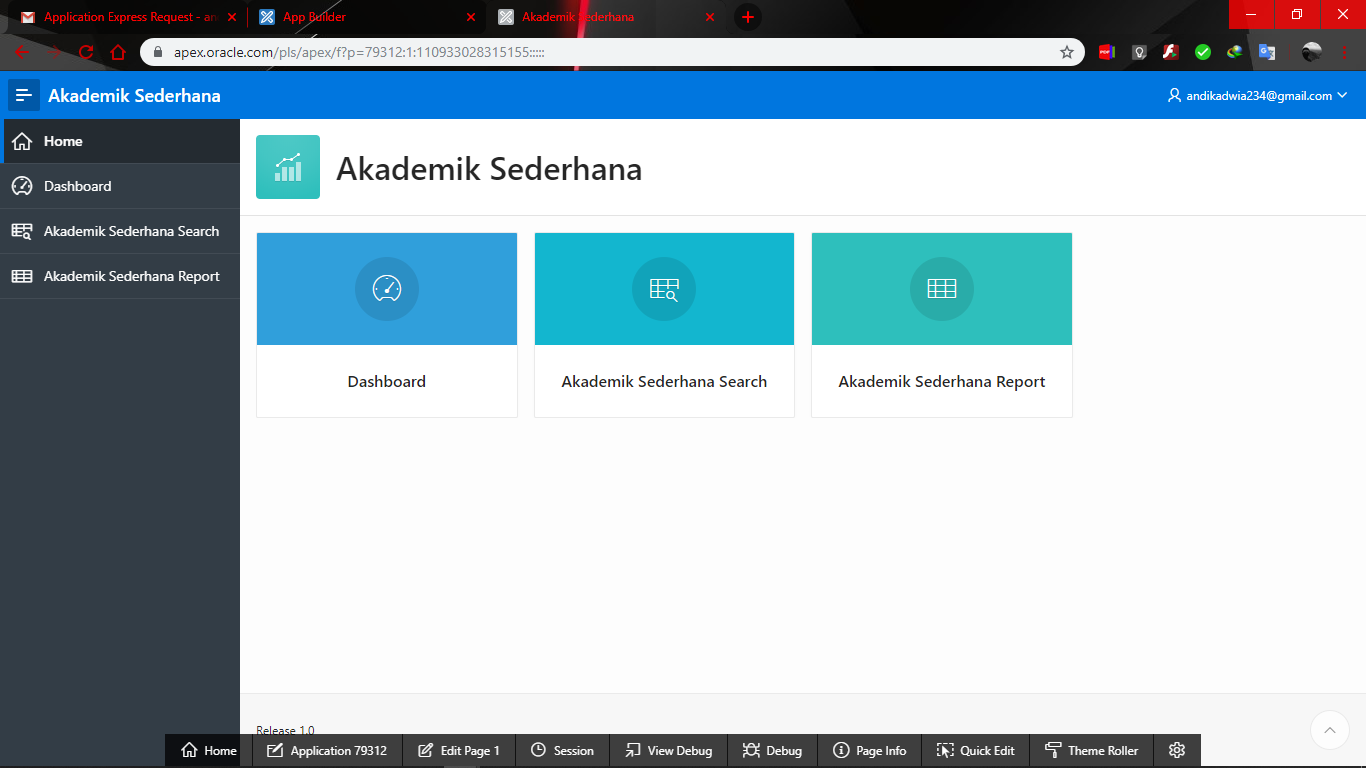 Application Express Request - an
App Builder
Akademik Sederhana
apex.oracle.com/pls/apex/f?p=79312:1:110933028315155:::::
Akademik Sederhana
andikadwia234@gmail.com
Home
Dashboard
Akademik Sederhana Search
Akademik Sederhana Report
Akademik Sederhana
Dashboard
Akademik Sederhana Search
Akademik Sederhana Report
Release 1.0
Home
Application 79312
Edit Page 1
Session
View Debug
Debug
Page Info
Quick Edit
Theme Roller